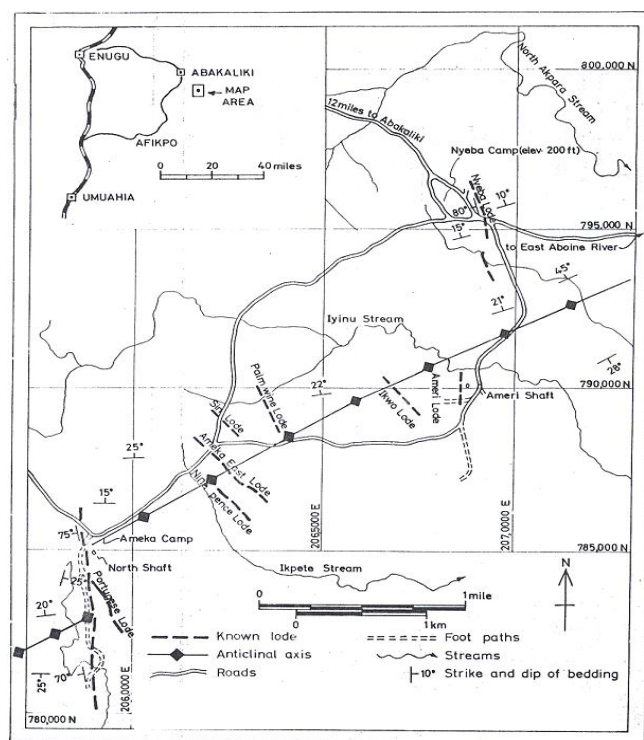 ENUGU
ABAKALIKI
MAP
AREA
AFIKPO
0 20 40 miles
UMUAHIA
North Akpara
Stream
800,000 N
12 miles to Abakaliki
Nyeba Camp (elev 200 ft)
Nyeba Lode
10°
80°
15°
795,000 N
to East Aboine River
45°
21°
Iyinu Stream
28°
790,000 N
Palm wine Lode
22°
Ikwo Lode
Ameri Lode
Ameri Shaft
Lode
25°
Ameka East Lode
Nine pence Lode
15°
2065000 E
207,0000 E
75°
Ameka Camp
785,000 N
North Shaft
Ikpete Stream
N
25°
Portuguese Lode
0 1 mile
0 1 km
20°
Known lode
Foot paths
Anticlinal axis
Streams
25°
70°
Roads
10° Strike and dip of bedding
206,0000 E
780,000 N